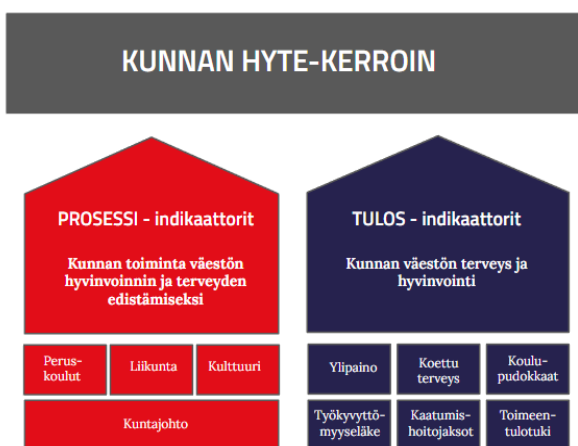 KUNNAN HYTE-KERROIN
PROSESSI - indikaattorit
Kunnan toiminta väestön
hyvinvoinnin ja terveyden
edistämiseksi
Perus-
koulut
Liikunta
Kulttuuri
Kuntajohto
TULOS - indikaattorit
Kunnan väestön terveys ja
hyvinvointi
Ylipaino
Koettu
terveys
Koulu-
pudokkaat
Työkyvyttö-
myyseläke
Kaatumis-
hoitojaksot
Toimeen-
tulotuki